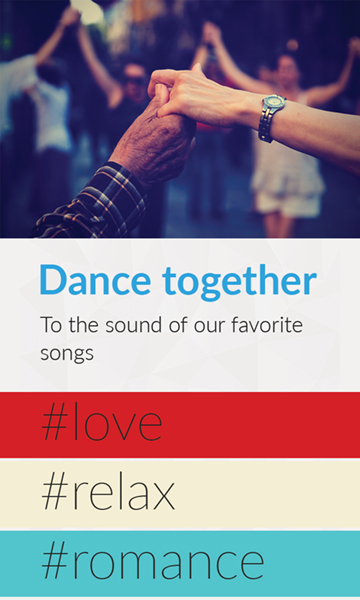 Dance together
To the sound of our favorite
songs
#love
#relax
#romance